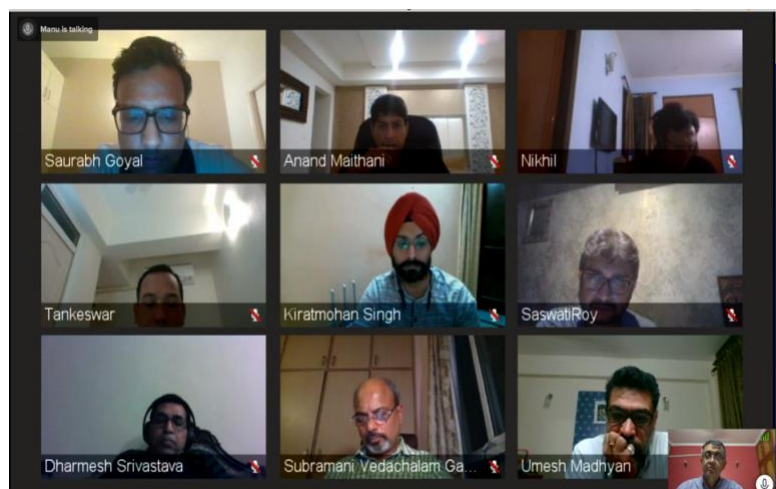 Manu is talking
Saurabh Goyal
Anand Maithani
Nikhil
Tankeswar
Kiratmohan Singh
SaswatiRoy
Dharmesh Srivastava
Subramani Vedachalam Ga...
Umesh Madhyan